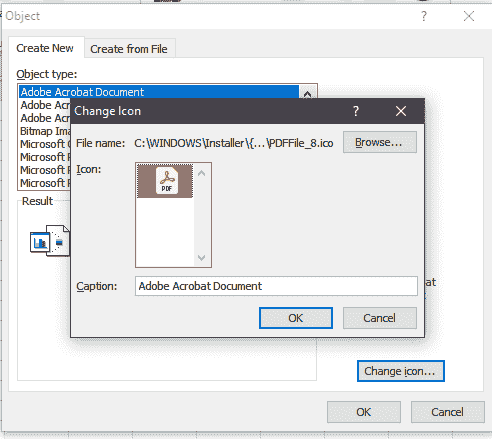 Object
? ×
Create New Create from File
Object type:
Adobe Acrobat Document
Adobe Acr
Adobe Acr
Bitmap Ima
Microsoft C
Microsoft P
Microsoft P
Microsoft P
Result
Change Icon
? ×
File name: C:\WINDOWS\Installer\{...\PDFFile_8.ico Browse...
Icon:
PDF
at
Caption: Adobe Acrobat Document
OK Cancel
Change icon...
OK Cancel